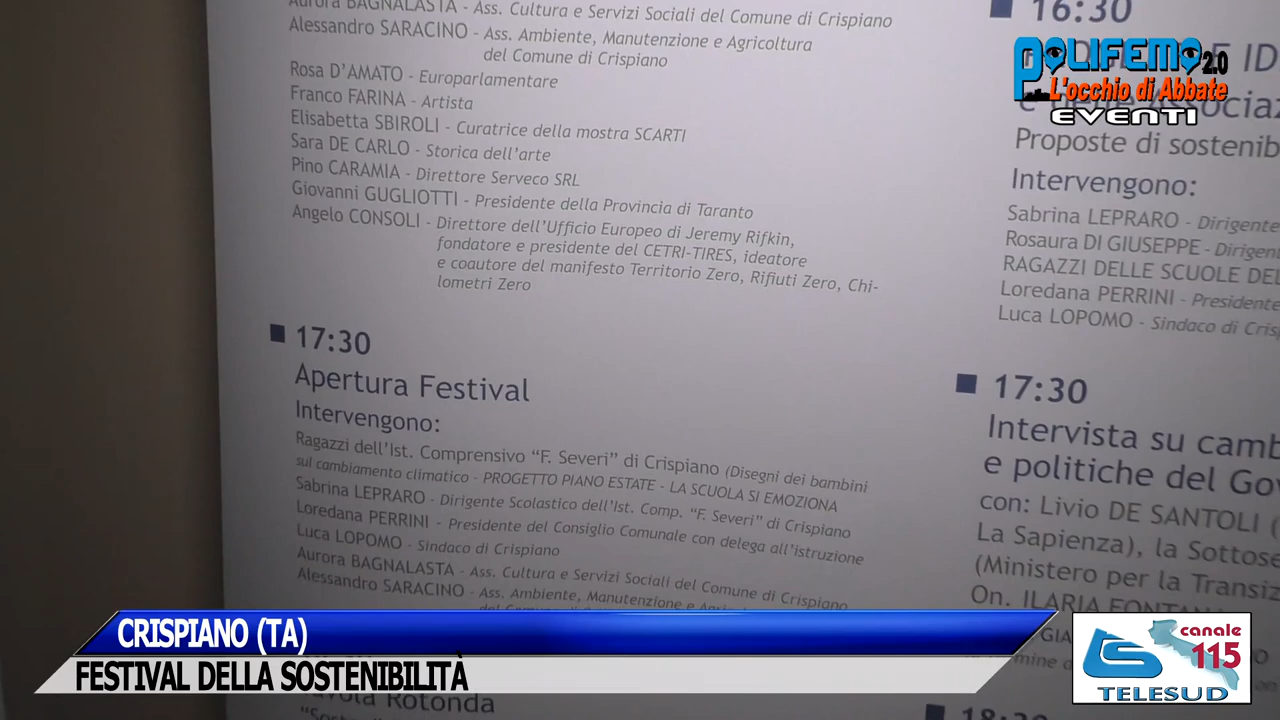 Aurora BAGNALASTA - Ass. Cultura e Servizi Sociali del Comune di Crispiano
Alessandro SARACINO - Ass. Ambiente, Manutenzione e Agricoltura
del Comune di Crispiano
Rosa D'AMATO - Europarlamentare
Franco FARINA - Artista
Elisabetta SBIROLI - Curatrice della mostra SCARTI
Sara DE CARLO - Storica dell'arte
Pino CARAMIA - Direttore Serveco SRL
Giovanni GUGLIOTTI - Presidente della Provincia di Taranto
Angelo CONSOLI - Direttore dell'Ufficio Europeo di Jeremy Rifkin,
fondatore e presidente del CETRI-TIRES, ideatore
e coautore del manifesto Territorio Zero, Rifiuti Zero, Chi-
lometri Zero
17:30
Apertura Festival
Intervengono:
Ragazzi dell'Ist. Comprensivo "F. Severi" di Crispiano (Disegni dei bambini
sul cambiamento climatico - PROGETTO PIANO ESTATE - LA SCUOLA SI EMOZIONA
Sabrina LEPRARO - Dirigente Scolastico dell'Ist. Comp. "F. Severi" di Crispiano
Loredana PERRINI - Presidente del Consiglio Comunale con delega all'istruzione
Luca LOPOMO - Sindaco di Crispiano
Aurora BAGNALASTA - Ass. Cultura e Servizi Sociali del Comune di Crispiano
Alessandro SARACINO - Ass. Ambiente, Manutenzione e
Tavola Rotonda
16:30
E ID
e delle Associaz
Proposte di sostenib
Intervengono:
Sabrina LEPRARO - Dirigente
Rosaura DI GIUSEPPE - Dirigen
RAGAZZI DELLE SCUOLE DEL
Loredana PERRINI - Presidente
Luca LOPOMO - Sindaco di Crisp
17:30
Intervista su camb
e politiche del Gov
con: Livio DE SANTOLI (
La Sapienza), la Sottose
(Ministero per la Transiz
On. ILARIA FONTANA
18:30
POLIFEMO 2.0
L'occhio di Abbate
EVENTI
CRISPIANO (TA)
FESTIVAL DELLA SOSTENIBILITÀ
canale
115
TELESUD